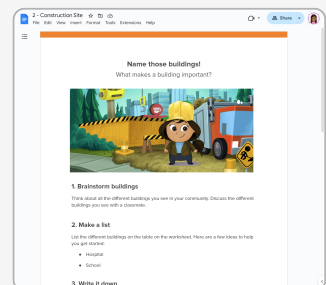 2 - Construction Site
File Edit View Insert Format Tools Extensions Help
Share
Name those buildings!
What makes a building important?
1. Brainstorm buildings
Think about all the different buildings you see in your community. Discuss the different
buildings you see with a classmate.
2. Make a list
List the different buildings on the table on the worksheet. Here are a few ideas to help
you get started:
● Hospital
● School
3. Write it down